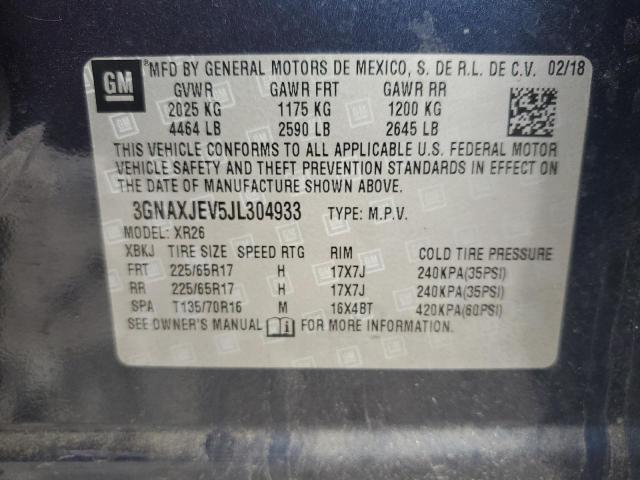 GM
® MFD BY GENERAL MOTORS DE MEXICO, S. DE R.L. DE C.V. 02/18
GVWR GAWR FRT GAWR RR
2025 KG 1175 KG 1200 KG
4464 LB 2590 LB 2645 LB
THIS VEHICLE CONFORMS TO ALL APPLICABLE U.S. FEDERAL MOTOR
VEHICLE SAFETY AND THEFT PREVENTION STANDARDS IN EFFECT ON
THE DATE OF MANUFACTURE SHOWN ABOVE.
3GNAXJEV5JL304933 TYPE: M.P.V.
MODEL: XR26
XBKJ TIRE SIZE SPEED RTG RIM COLD TIRE PRESSURE
FRT 225/65R17 H 17X7J 240KPA(35PSI)
RR 225/65R17 H 17X7J 240KPA(35PSI)
SPA T135/70R16 M 16X4BT 420KPA(60PSI)
SEE OWNER'S MANUAL FOR MORE INFORMATION.